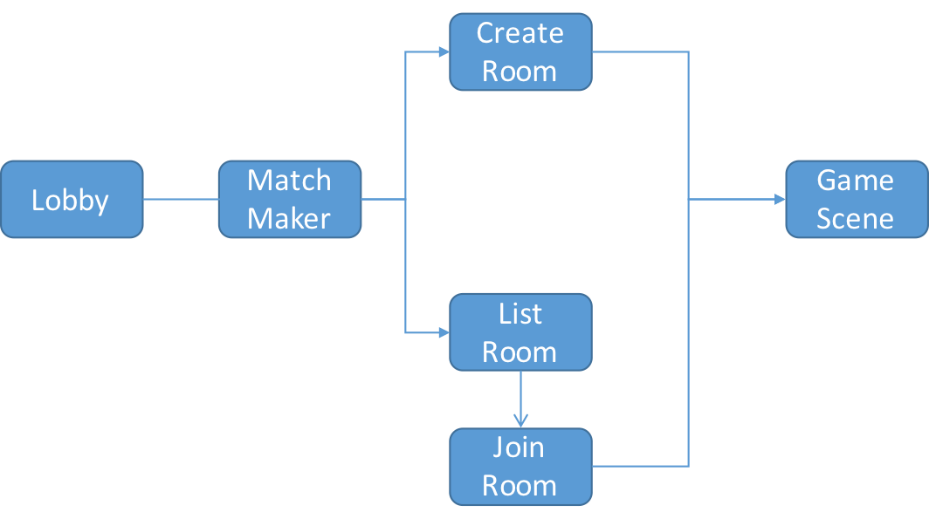 Create
Room
Lobby
Match
Maker
Game
Scene
List
Room
Join
Room